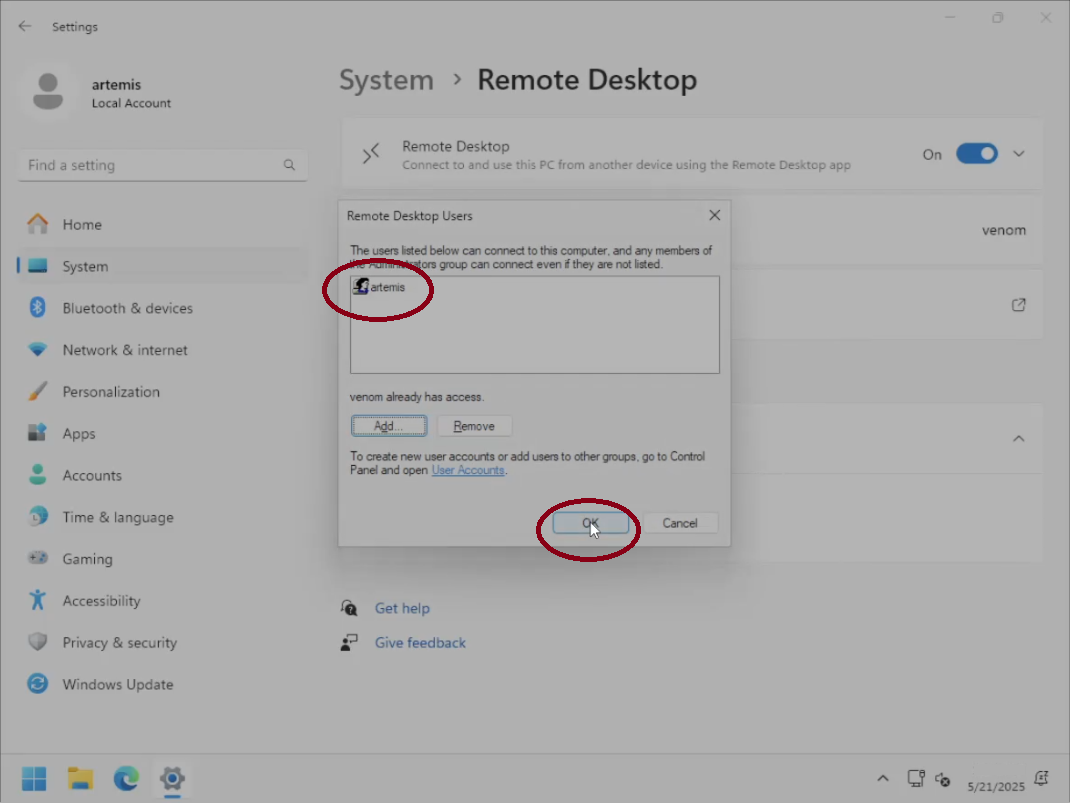 Settings
artemis
Local Account
Find a setting
Home
System
Bluetooth & devices
Network & internet
Personalization
Apps
Accounts
Time & language
Gaming
Accessibility
Privacy & security
Windows Update
System > Remote Desktop
Remote Desktop
Connect to and use this PC from another device using the Remote Desktop app
On
venom
Remote Desktop Users
The users listed below can connect to this computer, and any members of
the Administrators group can connect even if they are not listed.
artemis
venom already has access.
Add... Remove
To create new user accounts or add users to other groups, go to Control
Panel and open User Accounts.
OK Cancel
Get help
Give feedback
5/21/2025